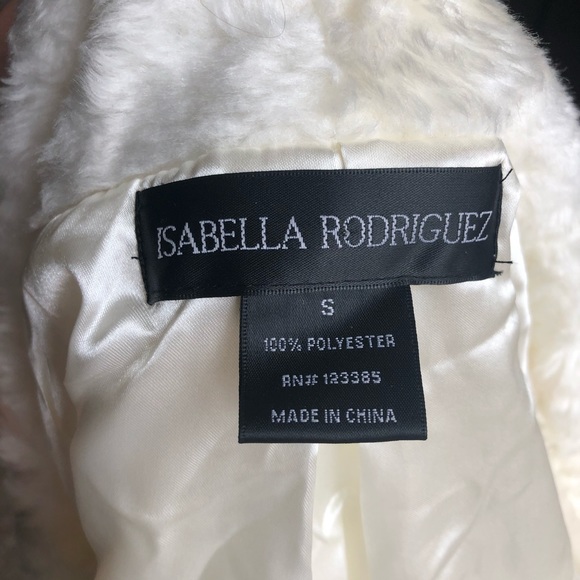 ISABELLA RODRIGUEZ
S
100% POLYESTER
RN# 123385
MADE IN CHINA